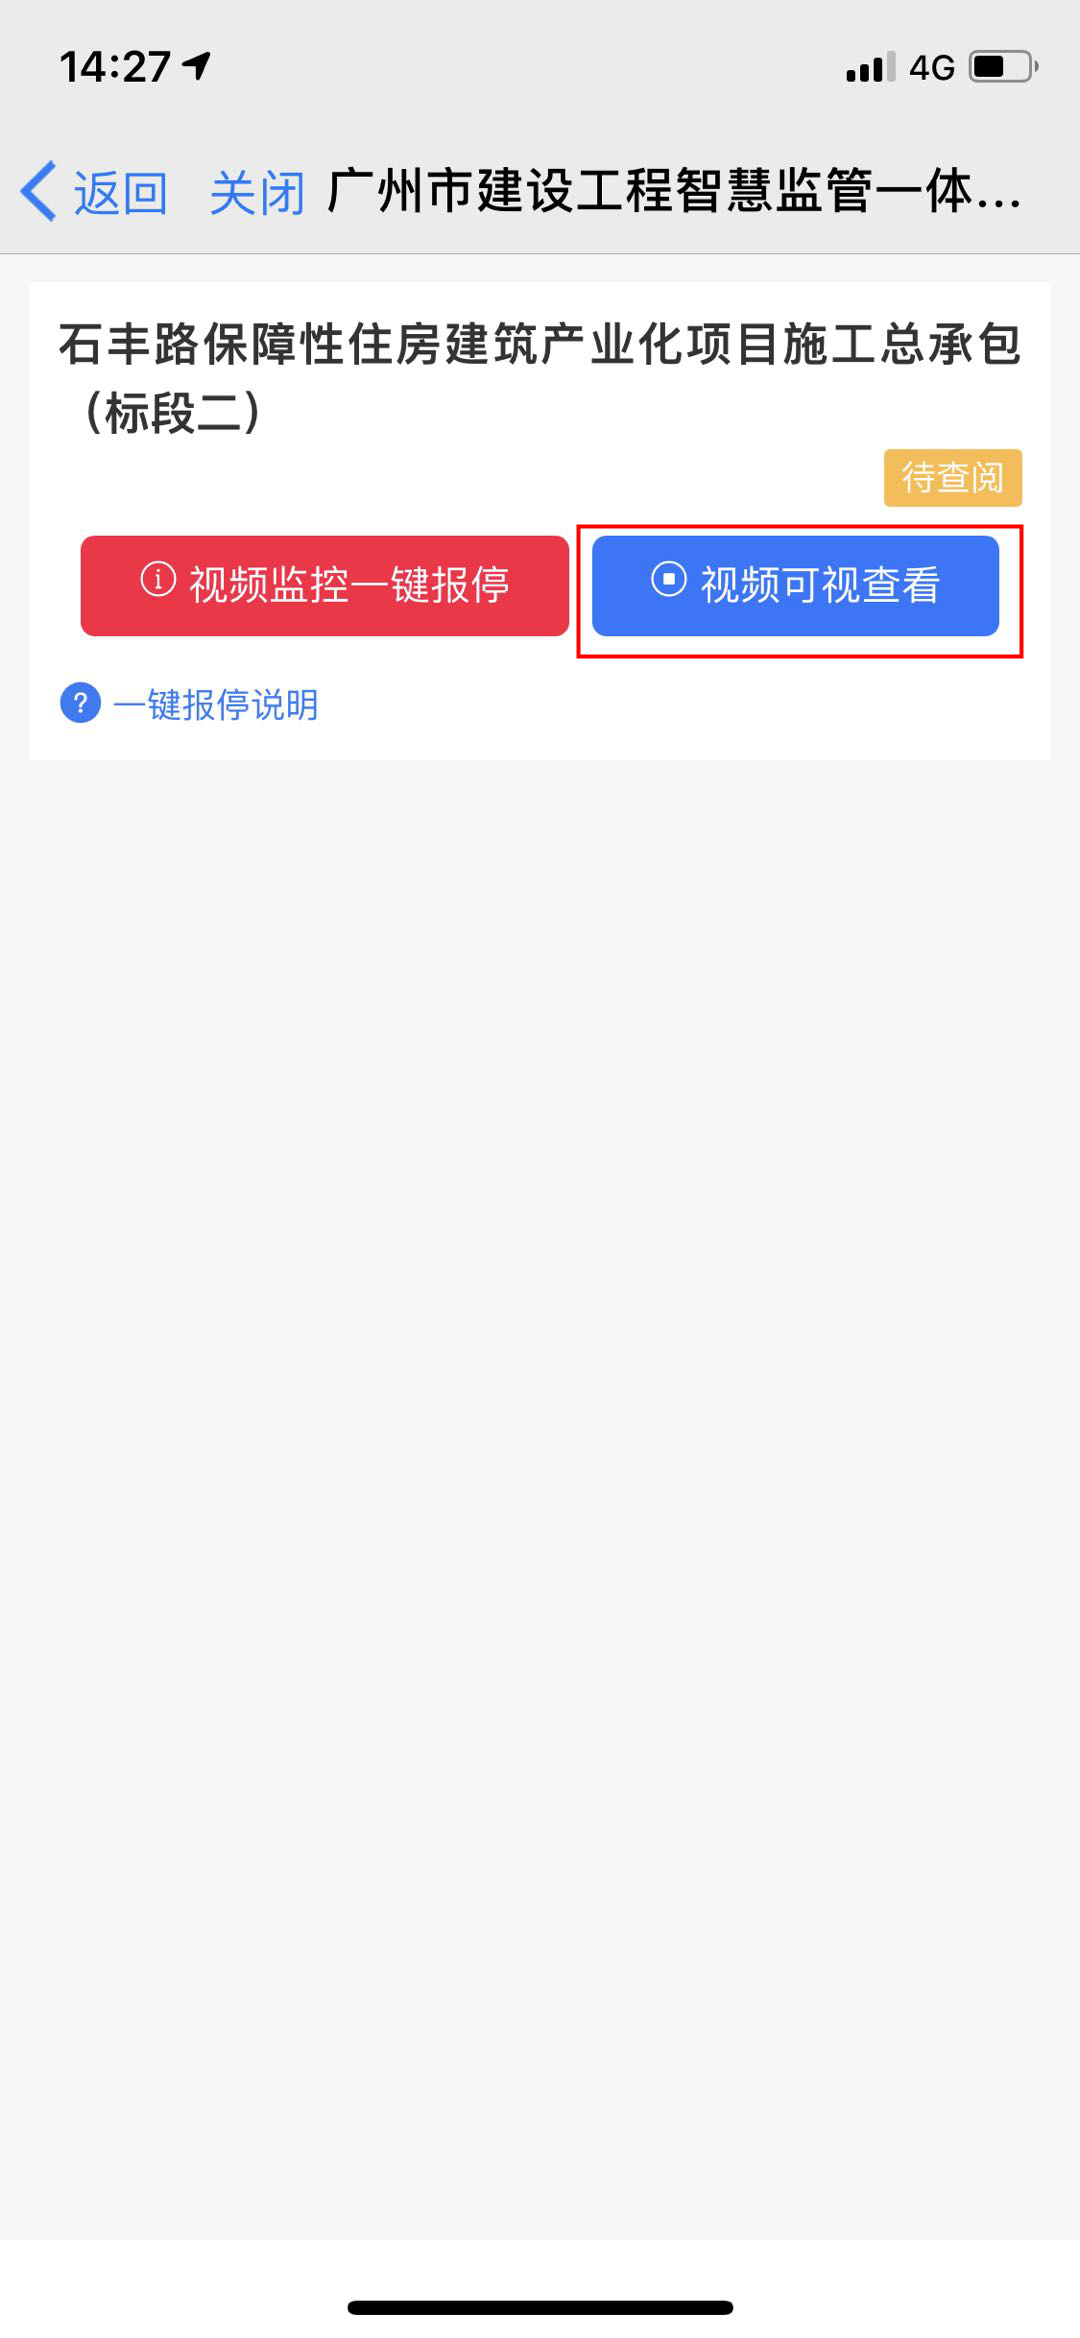 14:27 4G
返回 关闭 广州市建设工程智慧监管一体...
石丰路保障性住房建筑产业化项目施工总承包
（标段二）
待查阅
视频监控一键报停 视频可视查看
? 一键报停说明